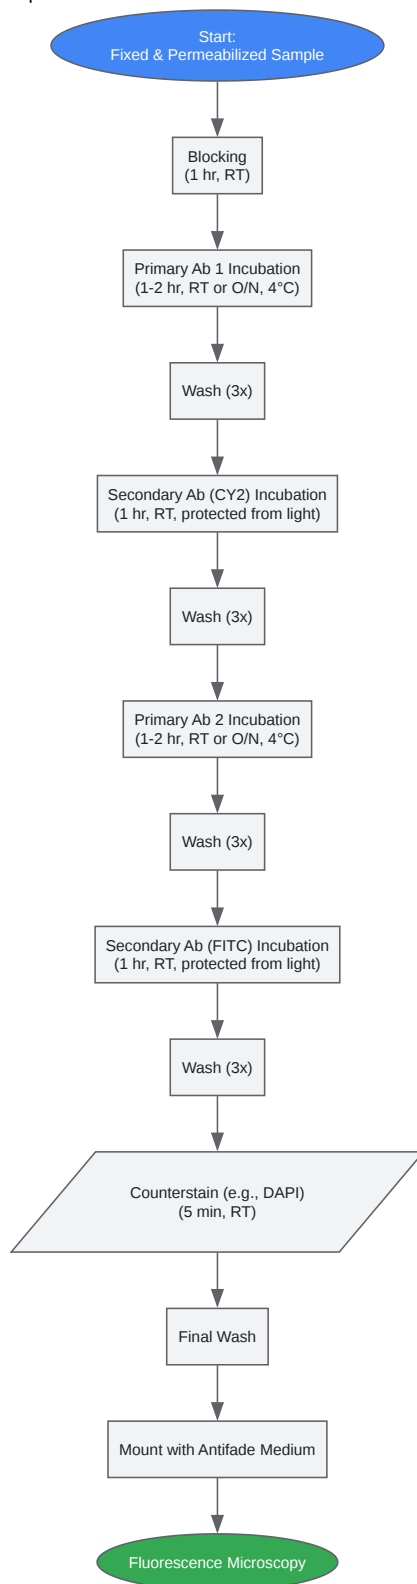 Start:
Fixed & Permeabilized Sample
Blocking
(1 hr, RT)
Primary Ab 1 Incubation
(1-2 hr, RT or O/N, 4°C)
Wash (3x)
Secondary Ab (CY2) Incubation
(1 hr, RT, protected from light)
Wash (3x)
Primary Ab 2 Incubation
(1-2 hr, RT or O/N, 4°C)
Wash (3x)
Secondary Ab (FITC) Incubation
(1 hr, RT, protected from light)
Wash (3x)
Counterstain (e.g., DAPI)
(5 min, RT)
Final Wash
Mount with Antifade Medium
Fluorescence Microscopy